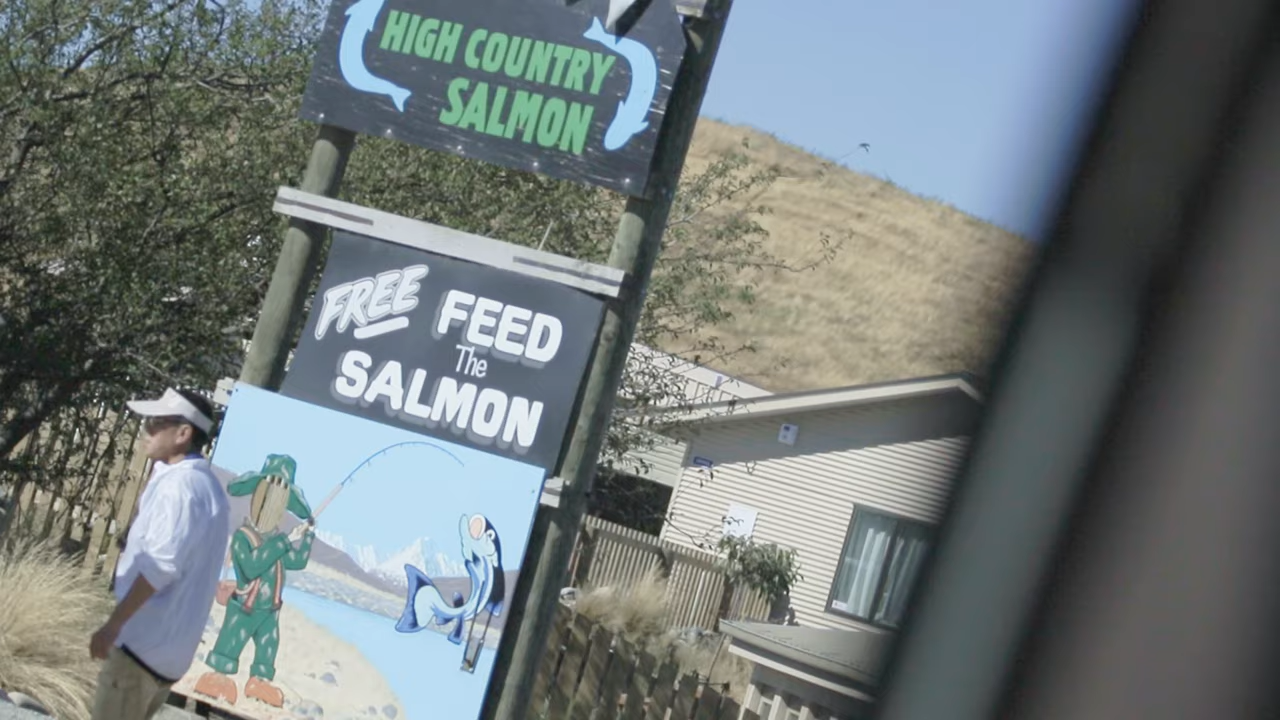 HIGH COUNTRY
SALMON
FREE FEED
The
SALMON